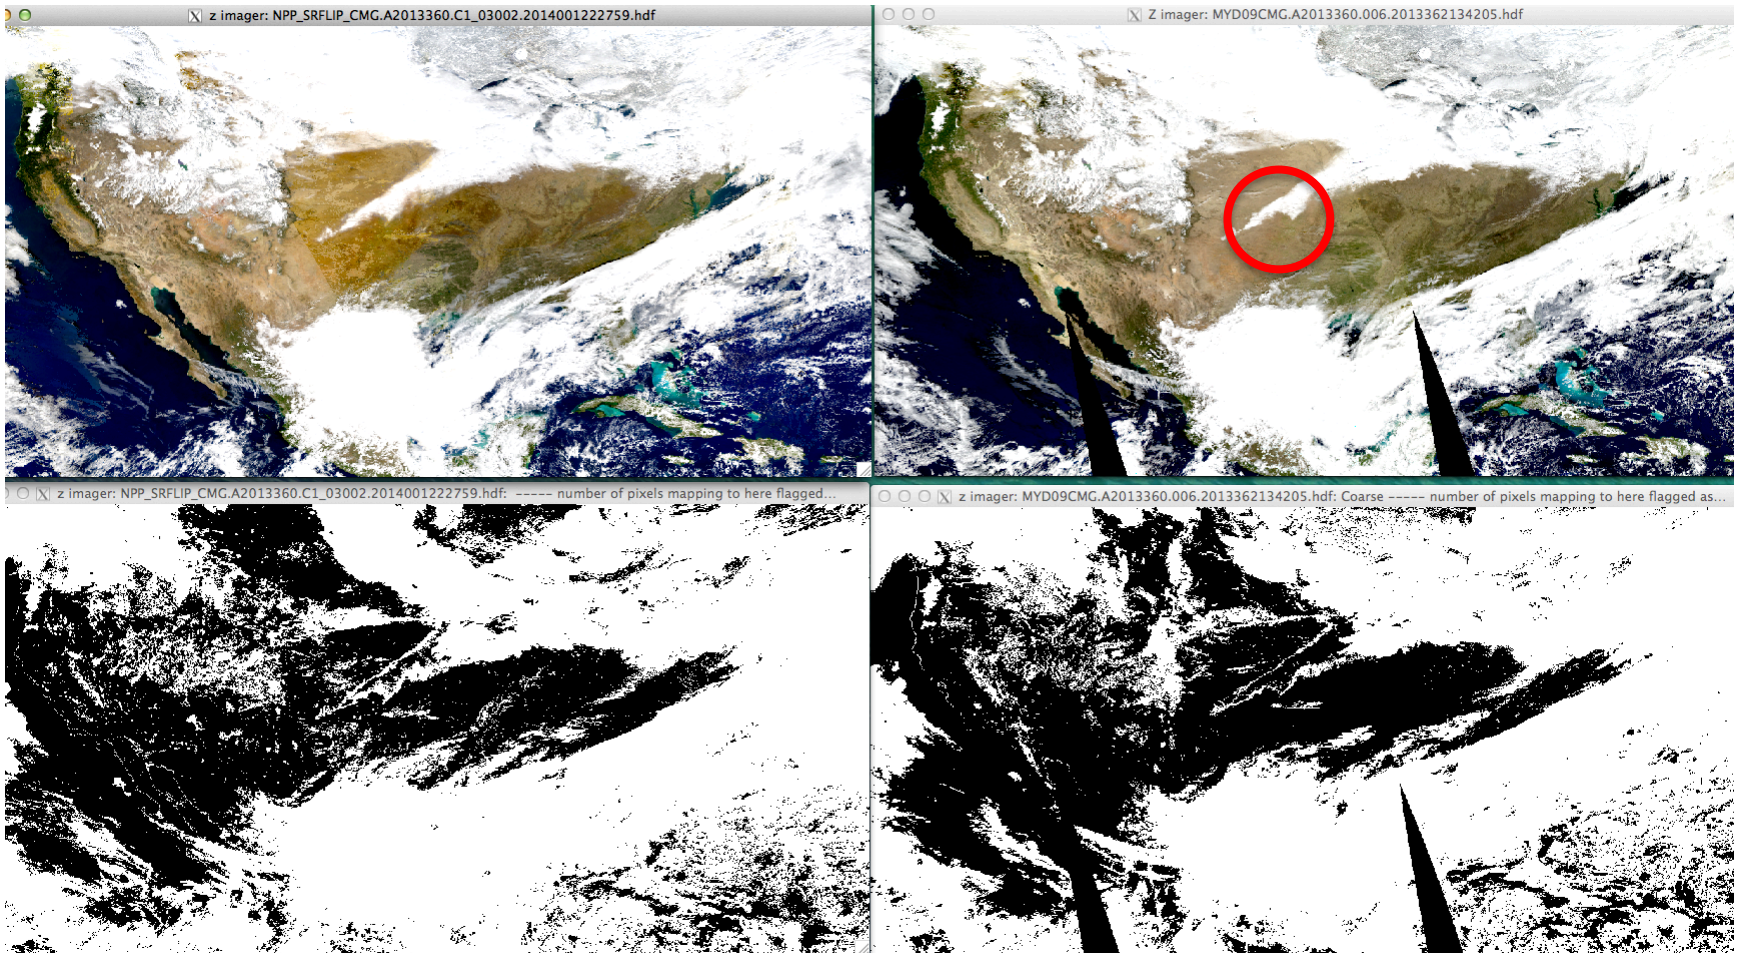 z imager: NPP_SRFLIP_CMG.A2013360.C1_03002.2014001222759.hdf
Z imager: MYD09CMG.A2013360.006.2013362134205.hdf
z imager: NPP_SRFLIP_CMG.A2013360.C1_03002.2014001222759.hdf: ----- number of pixels mapping to here flagged...
z imager: MYD09CMG.A2013360.006.2013362134205.hdf: Coarse ----- number of pixels mapping to here flagged as...